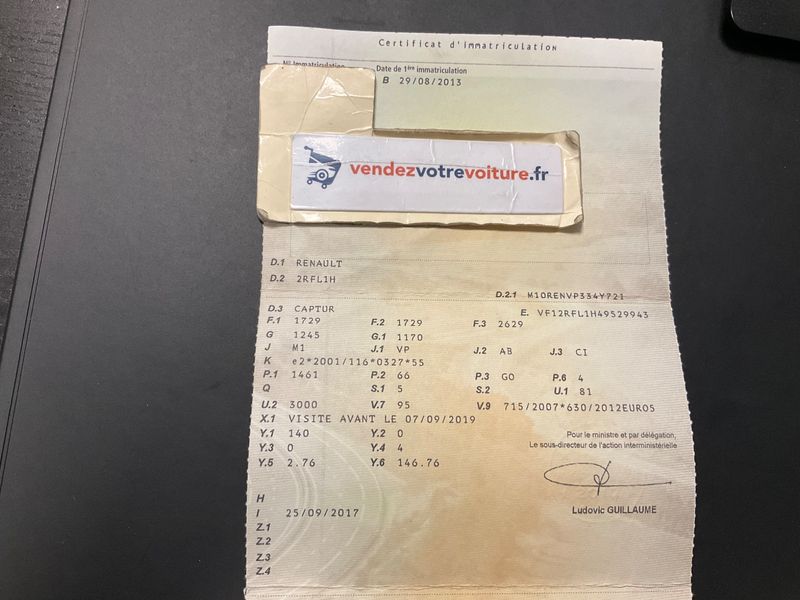 Certificat d'immatriculation
Nº Immatriculation
Date de 1ère immatriculation
B 29/08/2013
vendezvotrevoiture.fr
D.1 RENAULT
D.2 2RFL1H
D.2.1 M10RENVP334Y721
D.3 CAPTUR
E. VF12RFL1H49529943
F.1 1729 F.2 1729 F.3 2629
G 1245 G.1 1170
J M1 J.1 VP J.2 AB J.3 CI
K e2*2001/116*0327*55
P.1 1461 P.2 66 P.3 GO P.6 4
Q S.1 5 S.2 U.1 81
U.2 3000 V.7 95 V.9 715/2007*630/2012EURO5
X.1 VISITE AVANT LE 07/09/2019
Y.1 140 Y.2 0
Y.3 0 Y.4 4
Y.5 2.76 Y.6 146.76
Pour le ministre et par délégation,
Le sous-directeur de l'action interministérielle
Ludovic GUILLAUME
H
I 25/09/2017
Z.1
Z.2
Z.3
Z.4